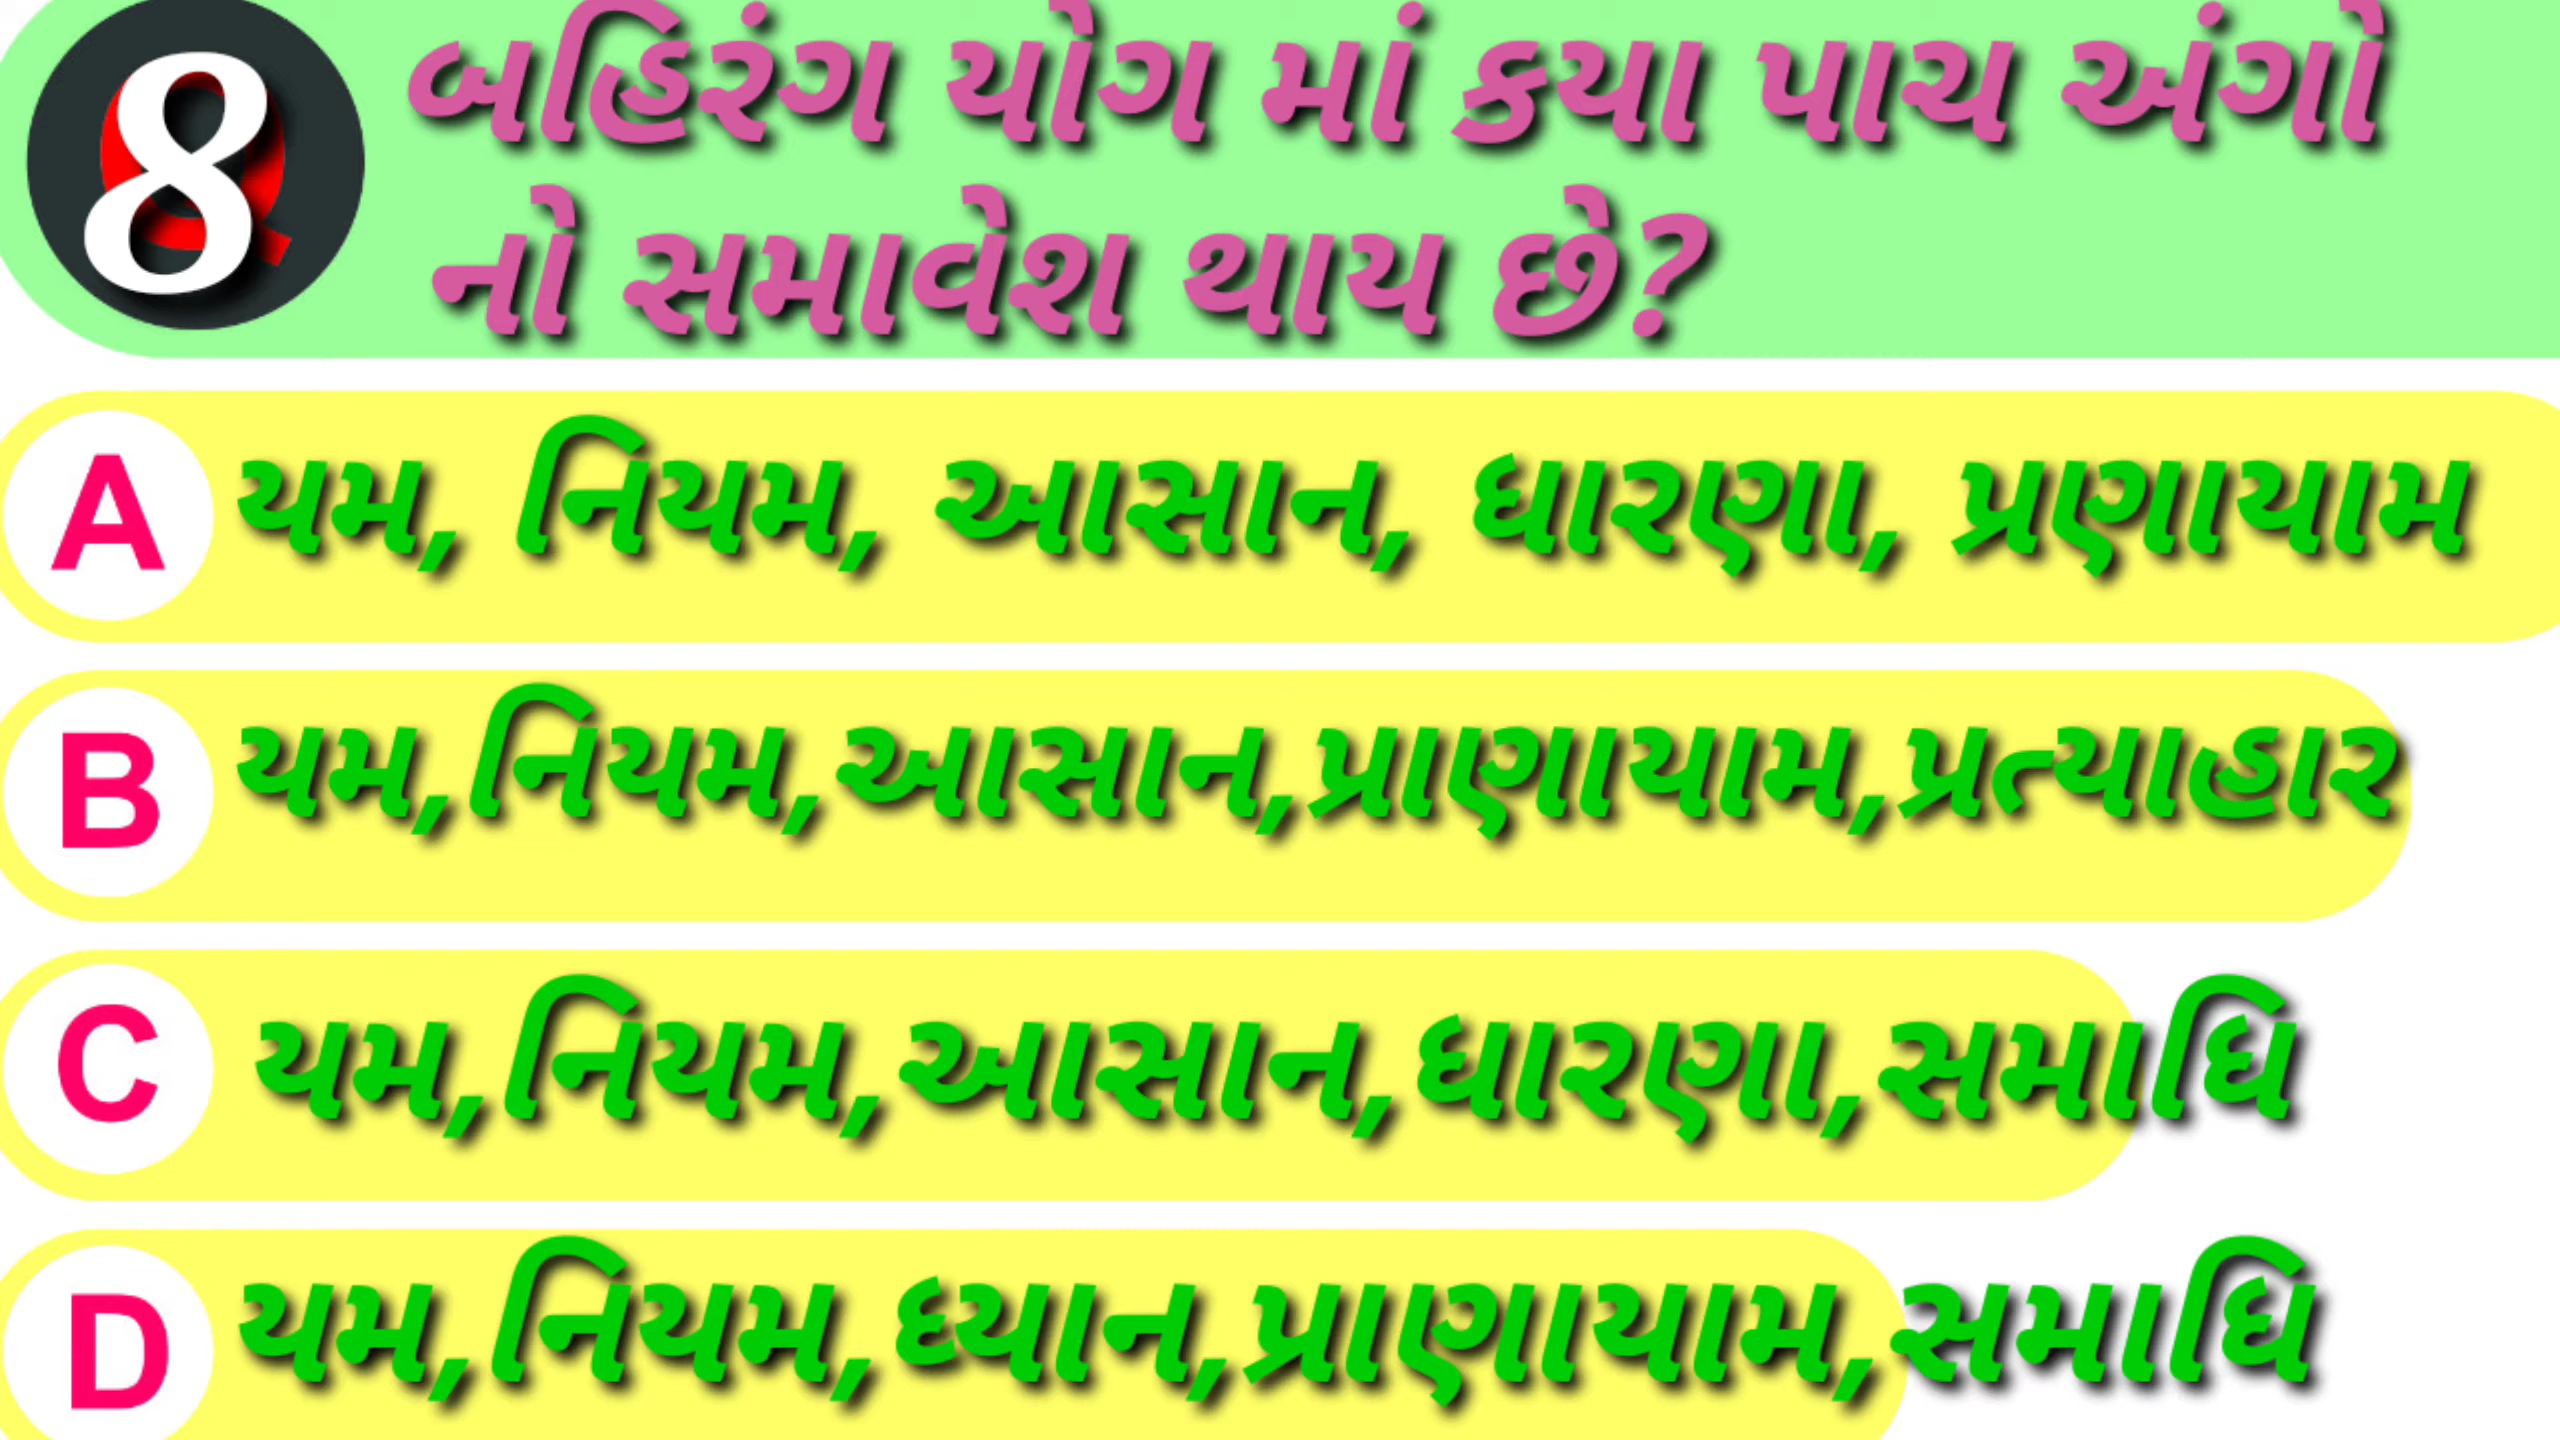 8 બહિરંગ યોગ માં કયા પાચ અંગો
નો સમાવેશ થાય છે?
A યમ, નિયમ, આસાન, ધારણા, પ્રણાયામ
B યમ,નિયમ,આસાન,પ્રાણાયામ,પ્રત્યાહાર
C યમ,નિયમ,આસાન,ધારણા,સમાધિ
D યમ,નિયમ,ધ્યાન,પ્રાણાયામ,સમાધિ